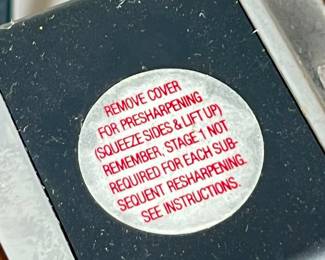 REMOVE COVER
FOR PRESHARPENING
(SQUEEZE SIDES & LIFT UP)
REMEMBER, STAGE 1 NOT
REQUIRED FOR EACH SUB-
SEQUENT RESHARPENING.
SEE INSTRUCTIONS.